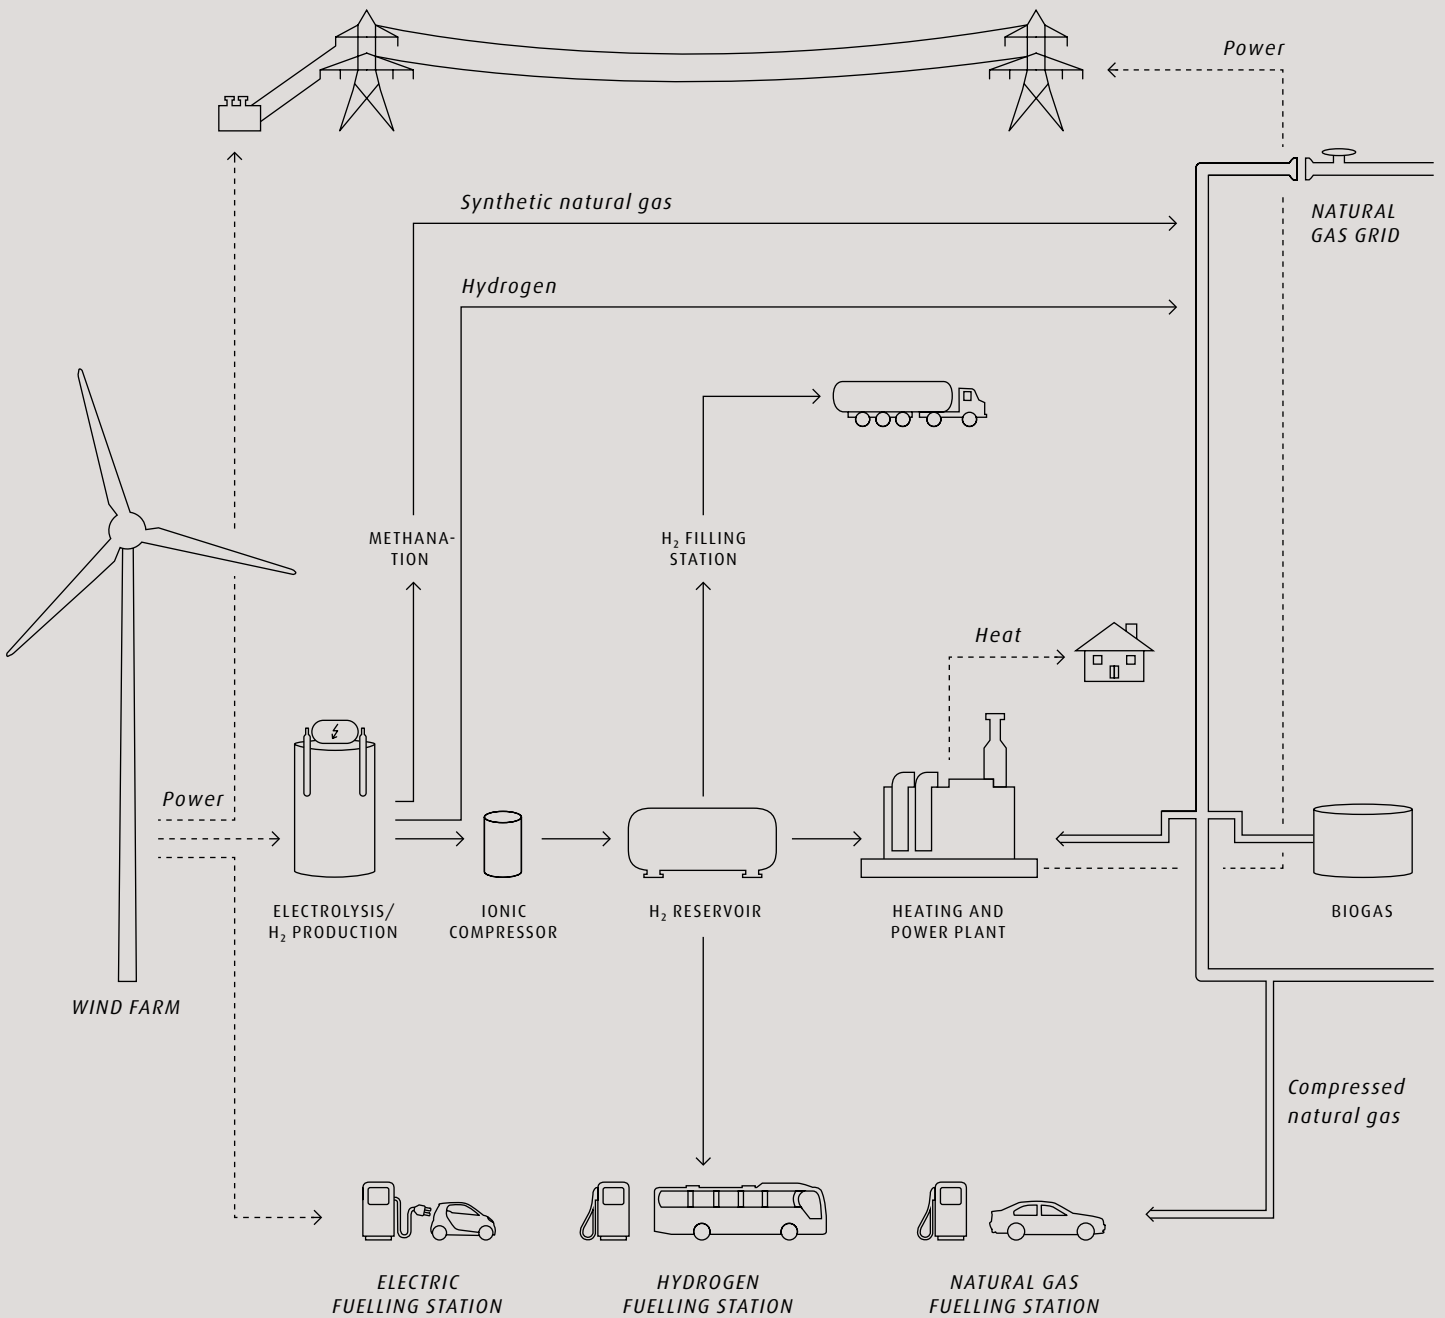 Power
NATURAL
GAS GRID
Synthetic natural gas
Hydrogen
METHANA-
TION
H₂ FILLING
STATION
Heat
Power
ELECTROLYSIS/
H₂ PRODUCTION
IONIC
COMPRESSOR
H₂ RESERVOIR
HEATING AND
POWER PLANT
BIOGAS
WIND FARM
Compressed
natural gas
ELECTRIC
FUELLING STATION
HYDROGEN
FUELLING STATION
NATURAL GAS
FUELLING STATION